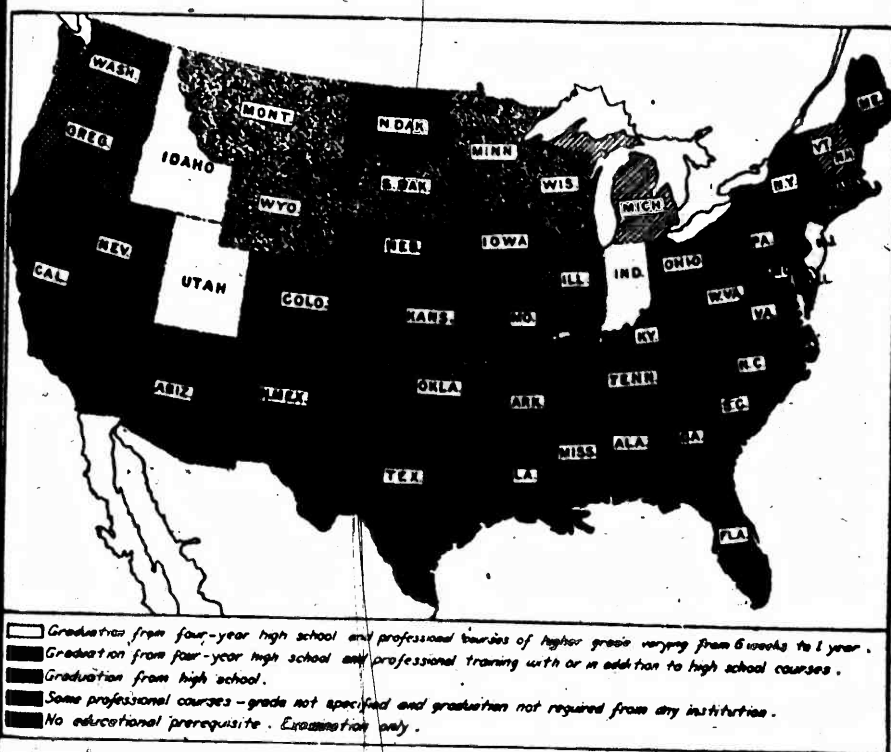 WASH.
MONT.
N.DAK.
ME.
OREG.
MINN
VT.
N.H.
IDAHO
S.DAK.
WIS.
N.Y.
WYO.
MICH.
NEV.
NEB.
IOWA
PA.
CAL.
UTAH
ILL.
IND.
OHIO
COLO.
W.VA.
KANS.
MO.
VA.
KY.
N.C.
ARIZ.
N.MEX.
OKLA.
TENN.
ARK.
S.C.
MISS.
ALA.
GA.
TEX.
LA.
FLA.
Graduation from four-year high school and professional courses of higher grade varying from 6 weeks to 1 year.
Graduation from four-year high school and professional training with or in addition to high school courses.
Graduation from high school.
Some professional courses - grade not specified and graduation not required from any institution.
No educational prerequisite. Examination only.